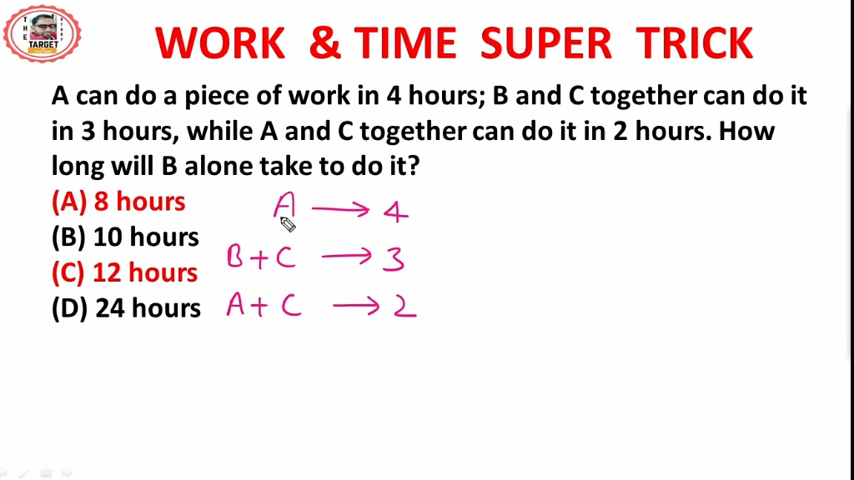 THE STUDY
TARGET
WORK & TIME SUPER TRICK
A can do a piece of work in 4 hours; B and C together can do it
in 3 hours, while A and C together can do it in 2 hours. How
long will B alone take to do it?
(A) 8 hours
A → 4
(B) 10 hours
B + C → 3
(C) 12 hours
(D) 24 hours
A + C → 2